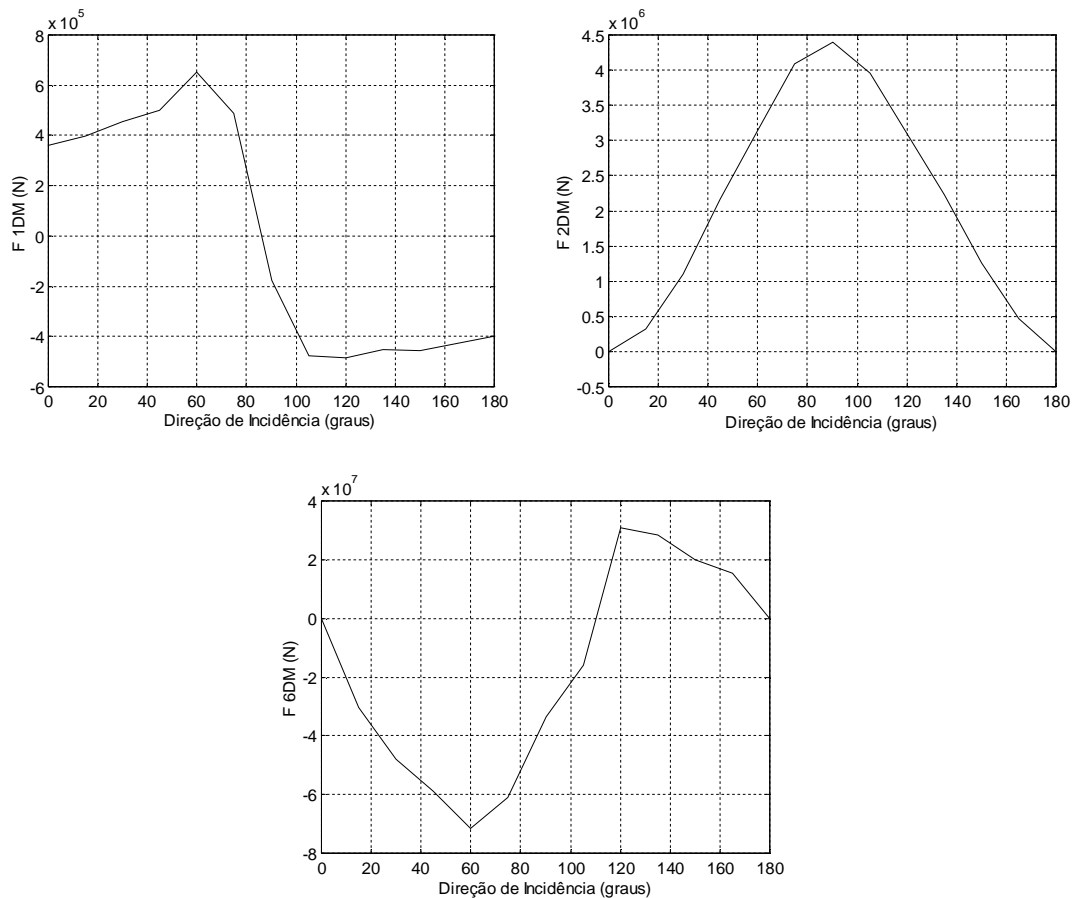 x 10^5
8
6
4
2
0
-2
-4
-6
F 1DM (N)
0 20 40 60 80 100 120 140 160 180
Direção de Incidência (graus)
x 10^6
4.5
4
3.5
3
2.5
2
1.5
1
0.5
0
-0.5
F 2DM (N)
0 20 40 60 80 100 120 140 160 180
Direção de Incidência (graus)
x 10^7
4
2
0
-2
-4
-6
-8
F 6DM (N)
0 20 40 60 80 100 120 140 160 180
Direção de Incidência (graus)